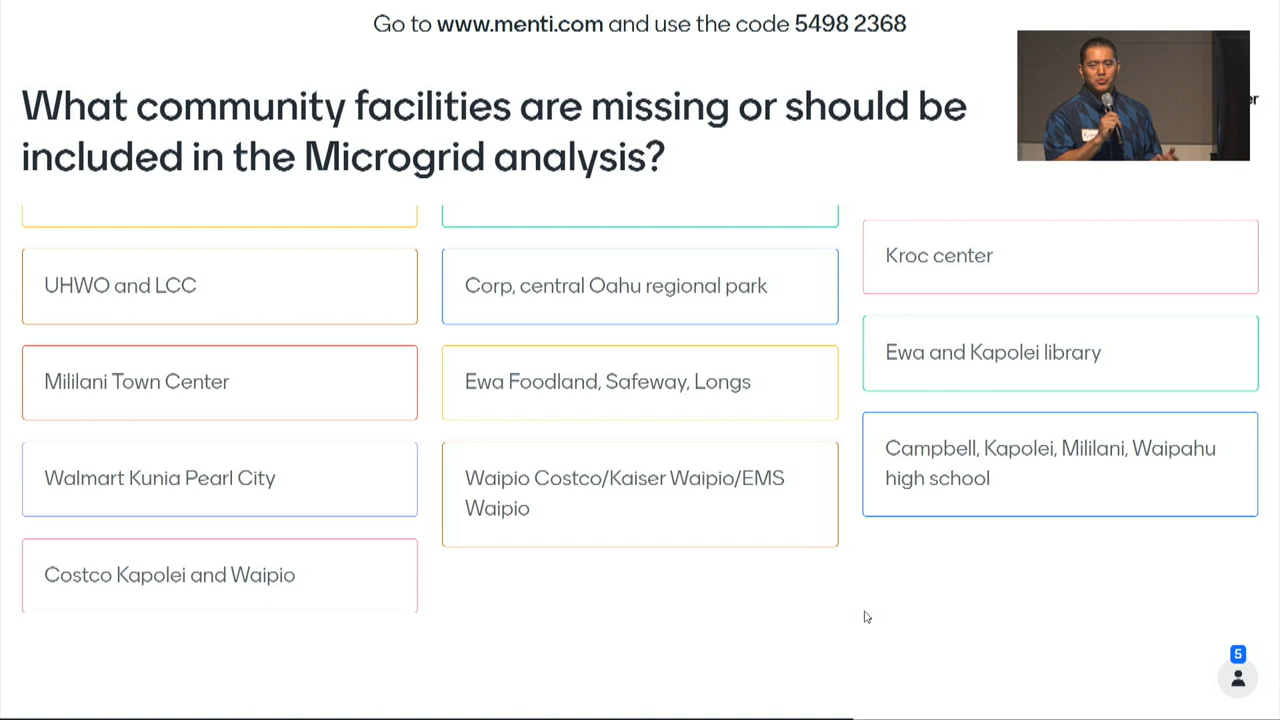 Go to www.menti.com and use the code 5498 2368
What community facilities are missing or should be
included in the Microgrid analysis?
UHWO and LCC
Mililani Town Center
Walmart Kunia Pearl City
Costco Kapolei and Waipio
Corp, central Oahu regional park
Ewa Foodland, Safeway, Longs
Waipio Costco/Kaiser Waipio/EMS
Waipio
Kroc center
Ewa and Kapolei library
Campbell, Kapolei, Mililani, Waipahu
high school
5